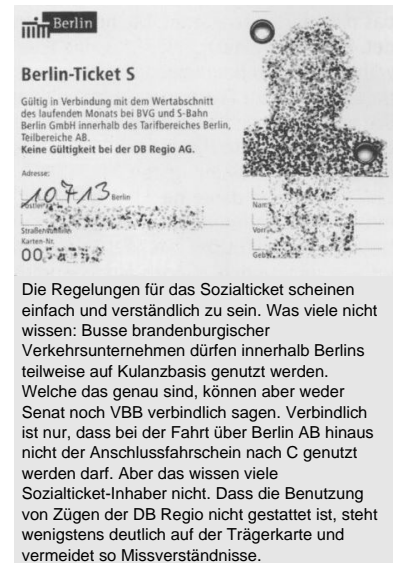 Berlin
Berlin-Ticket S
Gültig in Verbindung mit dem Wertabschnitt
des laufenden Monats bei BVG und S-Bahn
Berlin GmbH innerhalb des Tarifbereiches Berlin,
Teilbereiche AB.
Keine Gültigkeit bei der DB Regio AG.
Adresse:
10713 Berlin
Karten-Nr.
Die Regelungen für das Sozialticket scheinen
einfach und verständlich zu sein. Was viele nicht
wissen: Busse brandenburgischer
Verkehrsunternehmen dürfen innerhalb Berlins
teilweise auf Kulanzbasis genutzt werden.
Welche das genau sind, können aber weder
Senat noch VBB verbindlich sagen. Verbindlich
ist nur, dass bei der Fahrt über Berlin AB hinaus
nicht der Anschlussfahrschein nach C genutzt
werden darf. Aber das wissen viele
Sozialticket-Inhaber nicht. Dass die Benutzung
von Zügen der DB Regio nicht gestattet ist, steht
wenigstens deutlich auf der Trägerkarte und
vermeidet so Missverständnisse.